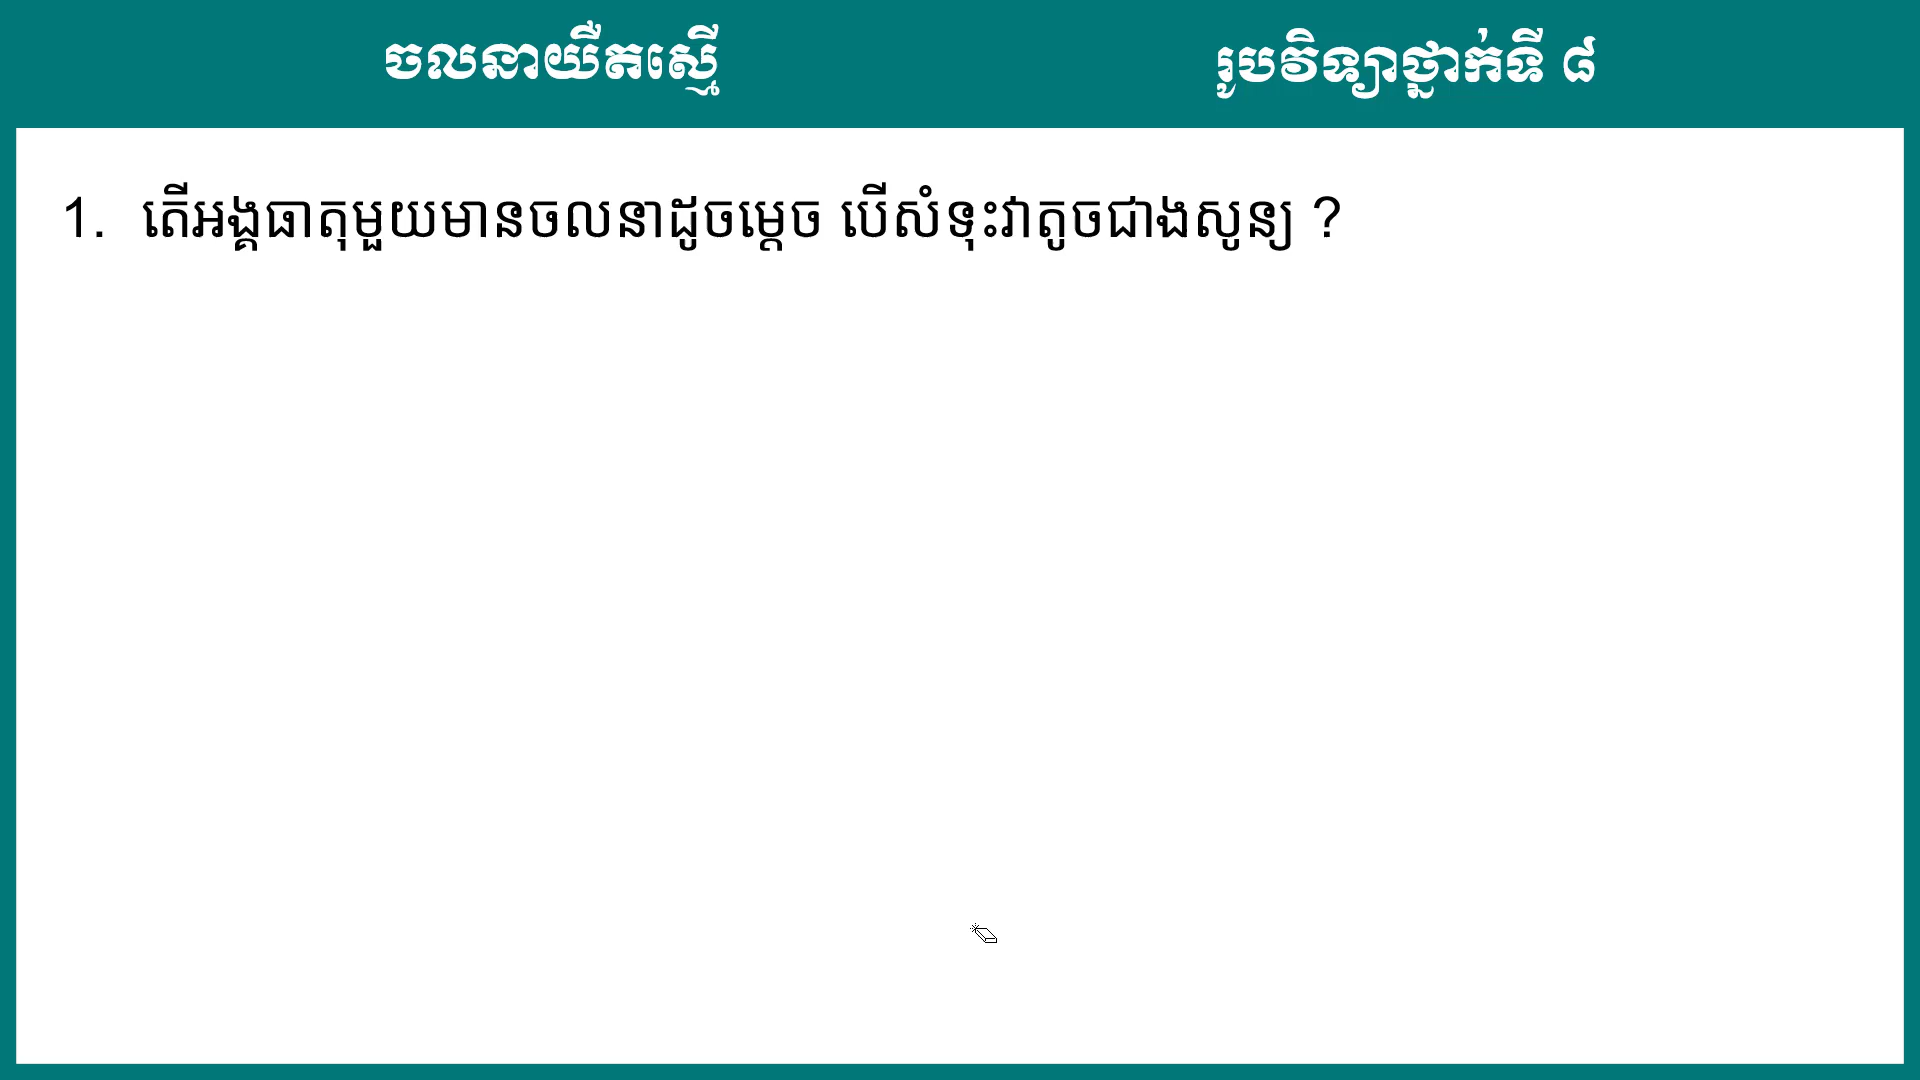 ចលនាយឺតស្មើ
រូបវិទ្យាថ្នាក់ទី ៨
1. តើអង្គធាតុមួយមានចលនាដូចម្ដេច បើសំទុះវាតូចជាងសូន្យ ?